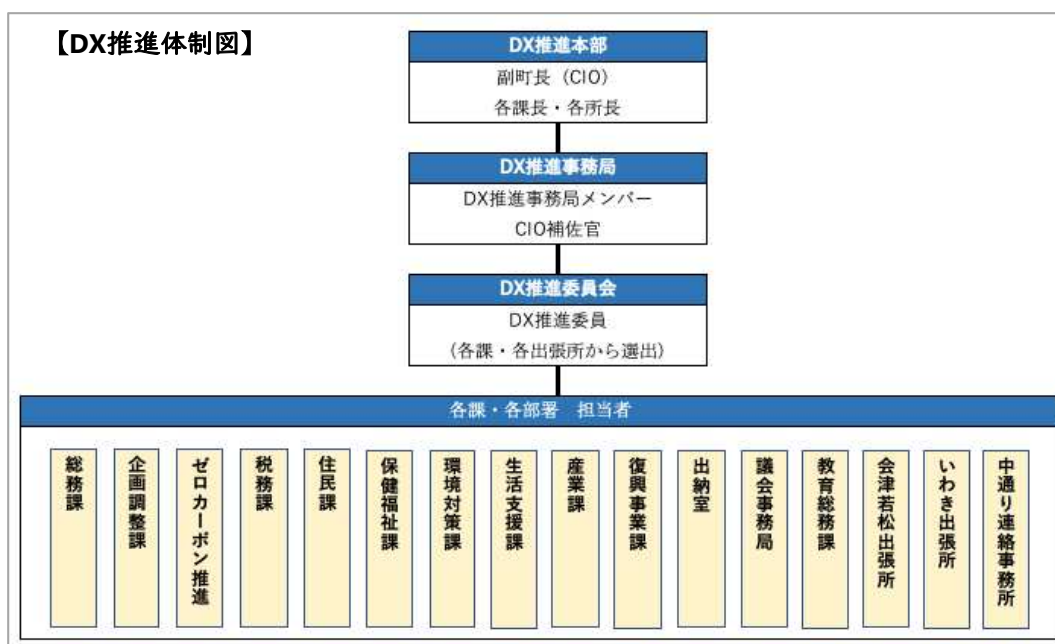 【DX推進体制図】
DX推進本部
副町長（CIO）
各課長・各所長
DX推進事務局
DX推進事務局メンバー
CIO補佐官
DX推進委員会
DX推進委員
(各課・各出張所から選出)
各課・各部署　担当者
総務課
企画調整課
ゼロカーボン推進
税務課
住民課
保健福祉課
環境対策課
生活支援課
産業課
復興事業課
出納室
議会事務局
教育総務課
会津若松出張所
いわき出張所
中通り連絡事務所